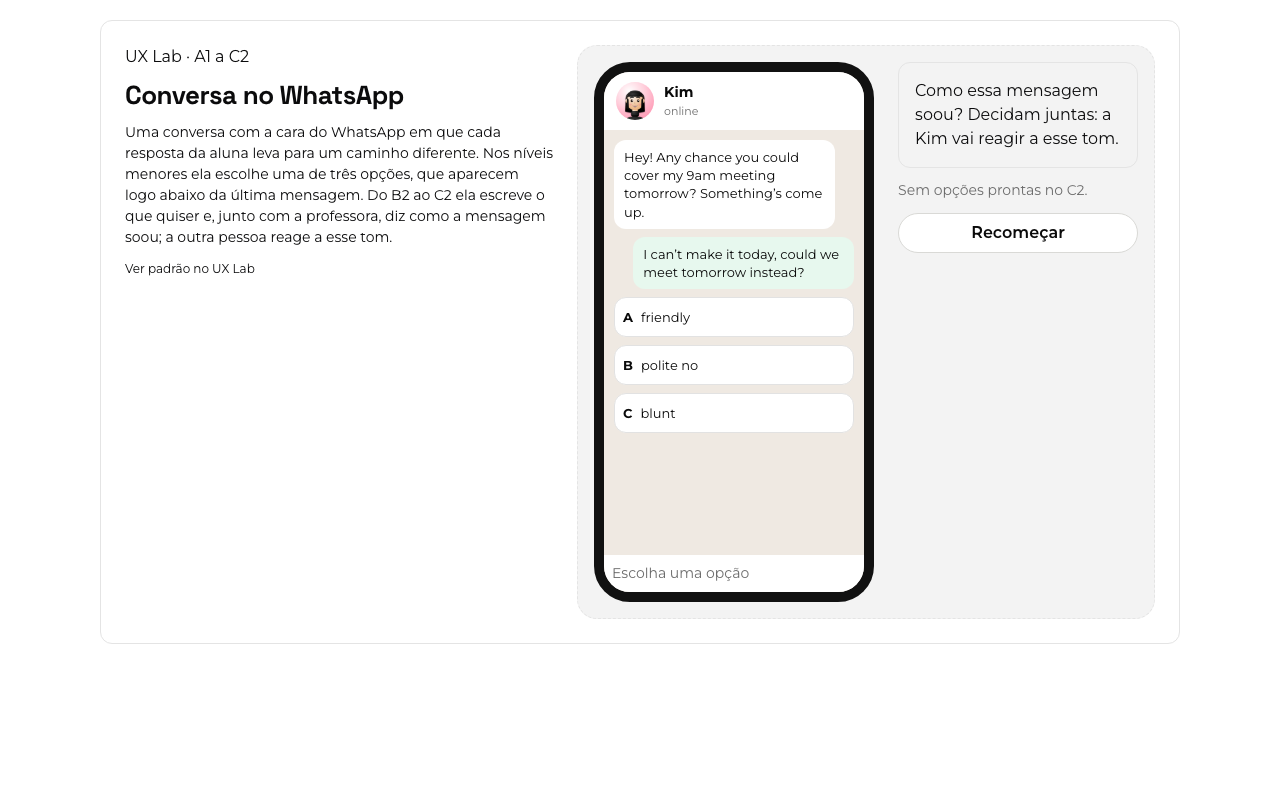 UX Lab · A1 a C2
Conversa no WhatsApp
Uma conversa com a cara do WhatsApp em que cada
resposta da aluna leva para um caminho diferente. Nos níveis
menores ela escolhe uma de três opções, que aparecem
logo abaixo da última mensagem. Do B2 ao C2 ela escreve o
que quiser e, junto com a professora, diz como a mensagem
soou; a outra pessoa reage a esse tom.
Ver padrão no UX Lab
Kim
online
Hey! Any chance you could
cover my 9am meeting
tomorrow? Something’s come
up.
I can’t make it today, could we
meet tomorrow instead?
A friendly
B polite no
C blunt
Escolha uma opção
Como essa mensagem
soou? Decidam juntas: a
Kim vai reagir a esse tom.
Sem opções prontas no C2.
Recomeçar